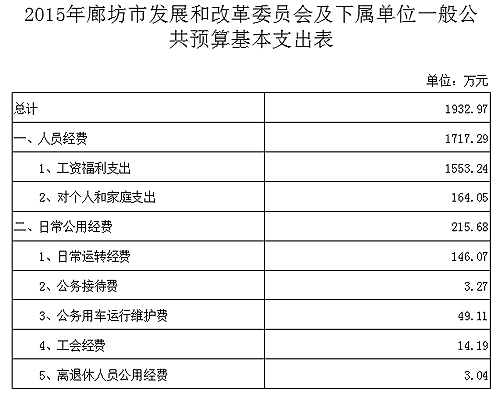 2015年廊坊市发展和改革委员会及下属单位一般公
共预算基本支出表
单位：万元
总计 1932.97
一、人员经费 1717.29
1、工资福利支出 1553.24
2、对个人和家庭支出 164.05
二、日常公用经费 215.68
1、日常运转经费 146.07
2、公务接待费 3.27
3、公务用车运行维护费 49.11
4、工会经费 14.19
5、离退休人员公用经费 3.04